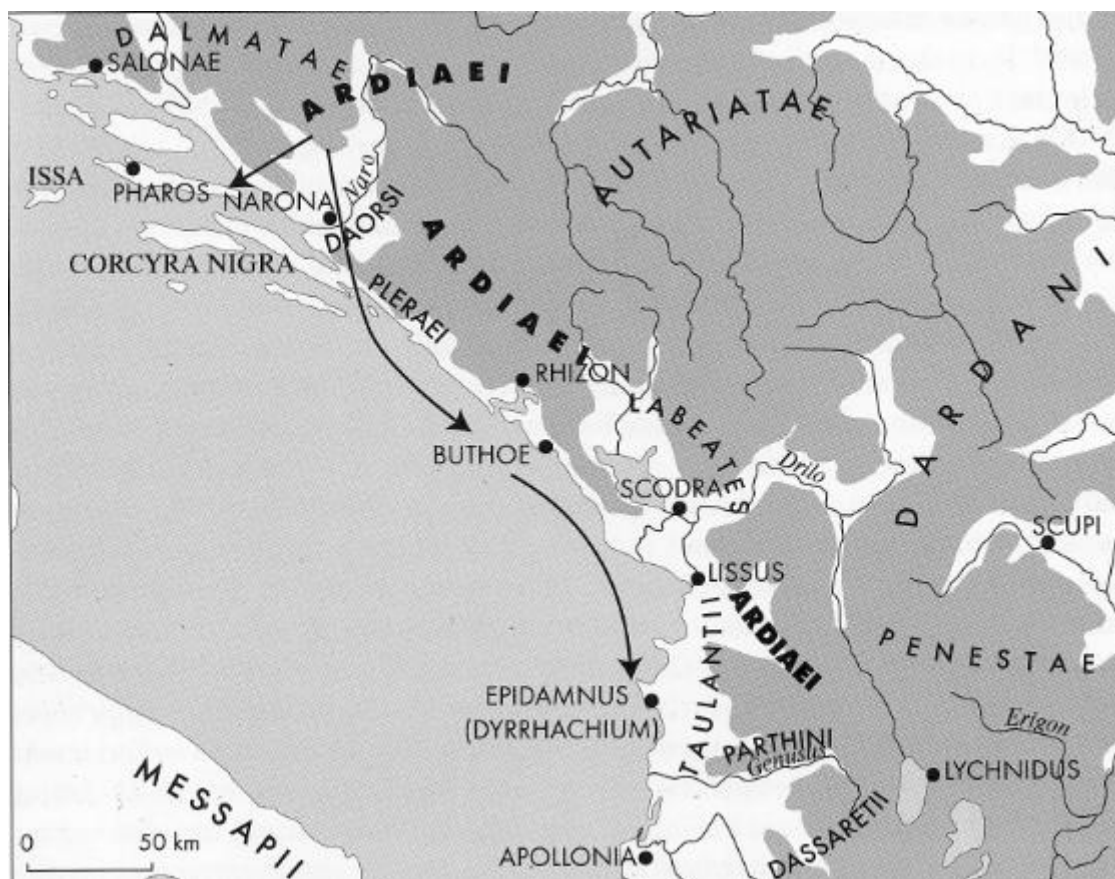 DALMATAE
SALONAE
ARDIAEI
AUTARIATAE
ISSA
PHAROS
NARONA
Naro
DAORSI
CORCYRA NIGRA
ARDIAEI
PLERAEI
DARDANI
RHIZON
LABEATES
BUTHOE
Drilo
SCODRA
SCUPI
LISSUS
ARDIAEI
TAULANTII
PENESTAE
EPIDAMNUS
(DYRRHACHIUM)
PARTHINI
Genusus
Erigon
LYCHNIDUS
MESSAPII
DASSARETII
APOLLONIA
0 50 km